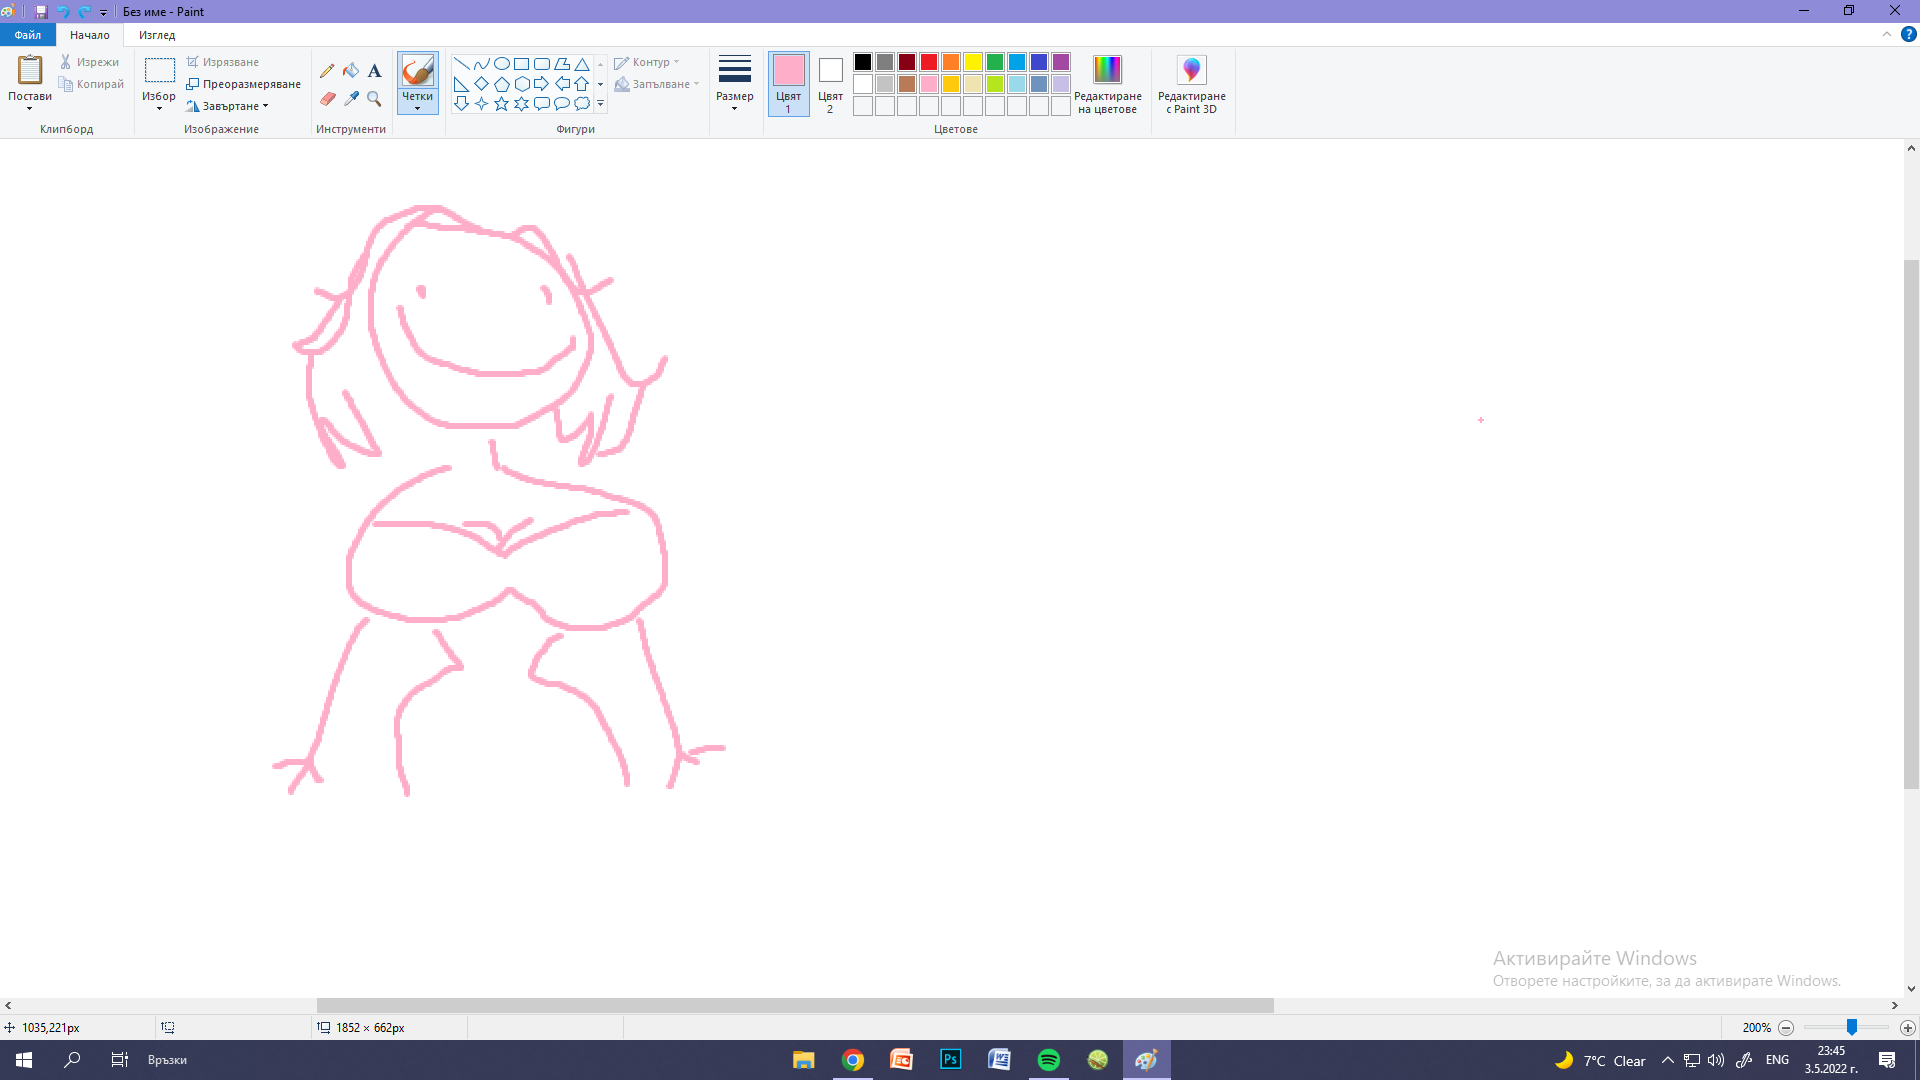 Без име - Paint
Файл
Начало
Изглед
Постави
Изрежи
Копирай
Клипборд
Избор
Изрязване
Преоразмеряване
Завъртане
Изображение
A
Инструменти
Четки
Контур
Запълване
Фигури
Размер
Цвят
1
Цвят
2
Редактиране
на цветове
Цветове
Редактиране
с Paint 3D
Активирайте Windows
Отворете настройките, за да активирате Windows.
1035,221px
1852 × 662px
200%
Връзки
Ps
7°C Clear
ENG
23:45
3.5.2022 г.